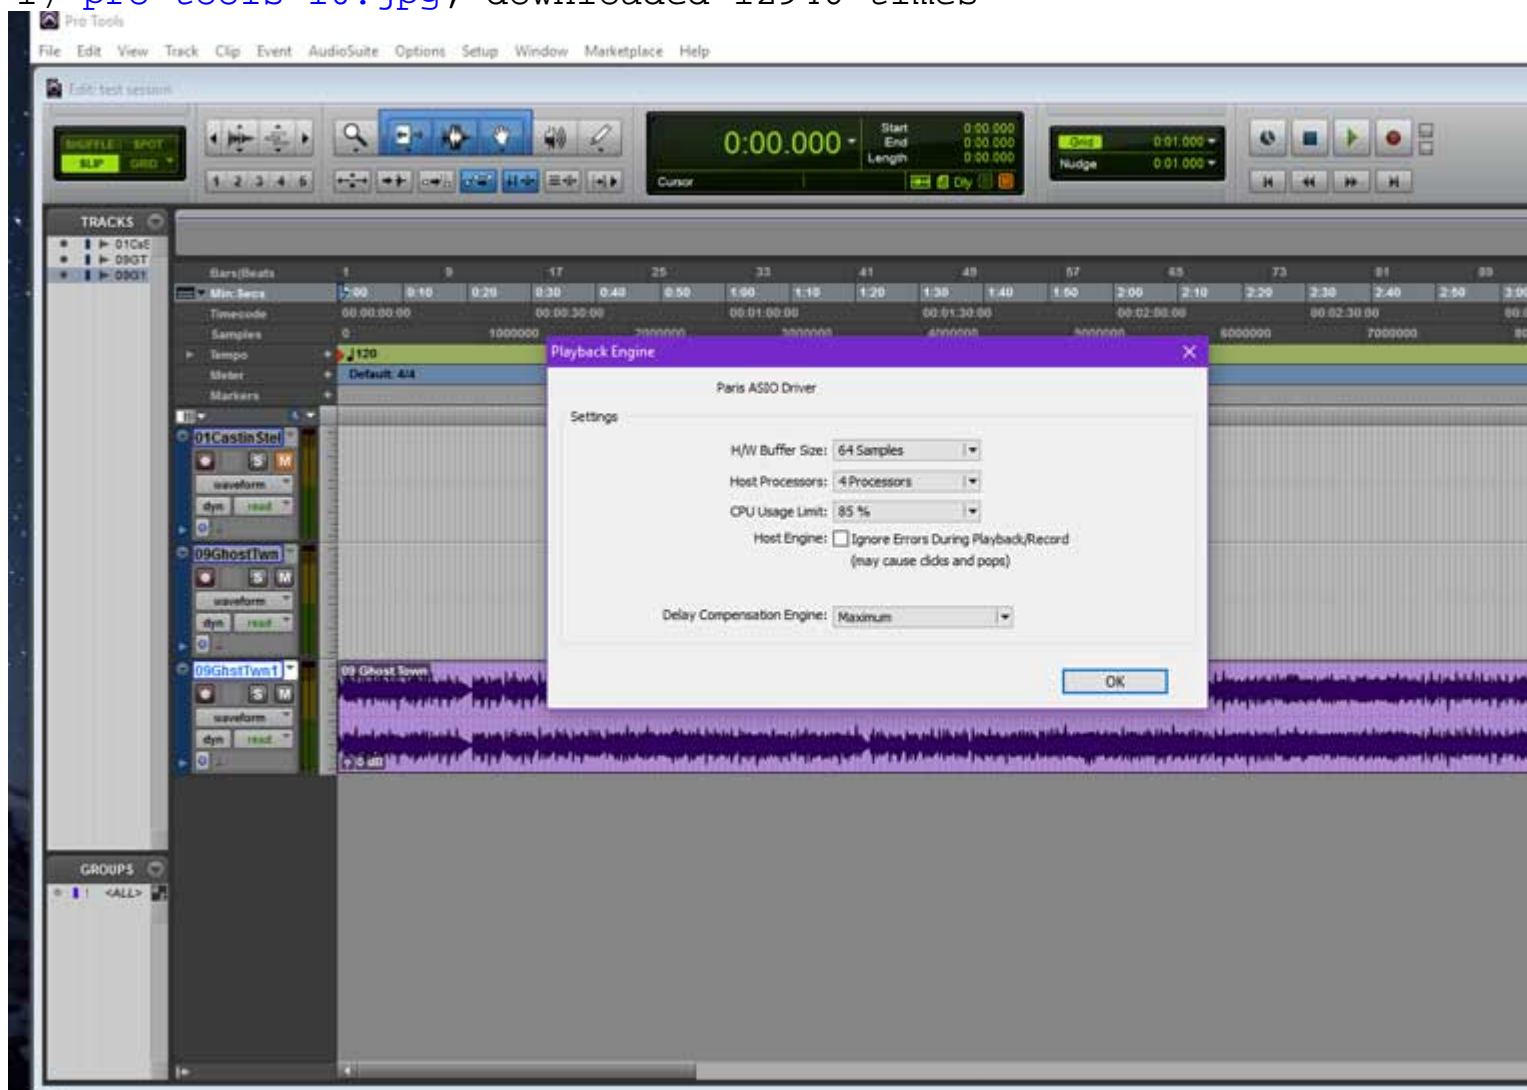 1) pro tools 10.jpg, downloaded 12940 times
Pro Tools
File Edit View Track Clip Event AudioSuite Options Setup Window Marketplace Help
Edit: test session
SHUFFLE SPOT
SLIP GRID
1 2 3 4 5
0:00.000
Start 0:00.000
End 0:00.000
Length 0:00.000
Cursor
Dly
Grid 0:01.000
Nudge 0:01.000
TRACKS
01CsS
09GT
09GT
Bars|Beats 1 9 17 25 33 41 49 57 65 73 81 89
Min:Secs 0:00 0:10 0:20 0:30 0:40 0:50 1:00 1:10 1:20 1:30 1:40 1:50 2:00 2:10 2:20 2:30 2:40 2:50 3:00
Timecode 00:00:00:00 00:00:30:00 00:01:00:00 00:01:30:00 00:02:00:00 00:02:30:00
Samples 0 1000000 2000000 3000000 4000000 5000000 6000000 7000000
Tempo 120
Meter Default: 4/4
Markers
Playback Engine
Paris ASIO Driver
Settings
H/W Buffer Size: 64 Samples
Host Processors: 4 Processors
CPU Usage Limit: 85 %
Host Engine: Ignore Errors During Playback/Record
(may cause clicks and pops)
Delay Compensation Engine: Maximum
OK
01CastinStel
S M
waveform
dyn read
09GhostTwn
S M
waveform
dyn read
09GhstTwn1
S M
waveform
dyn read
09 Ghost Town
0 dB
GROUPS
! <ALL>